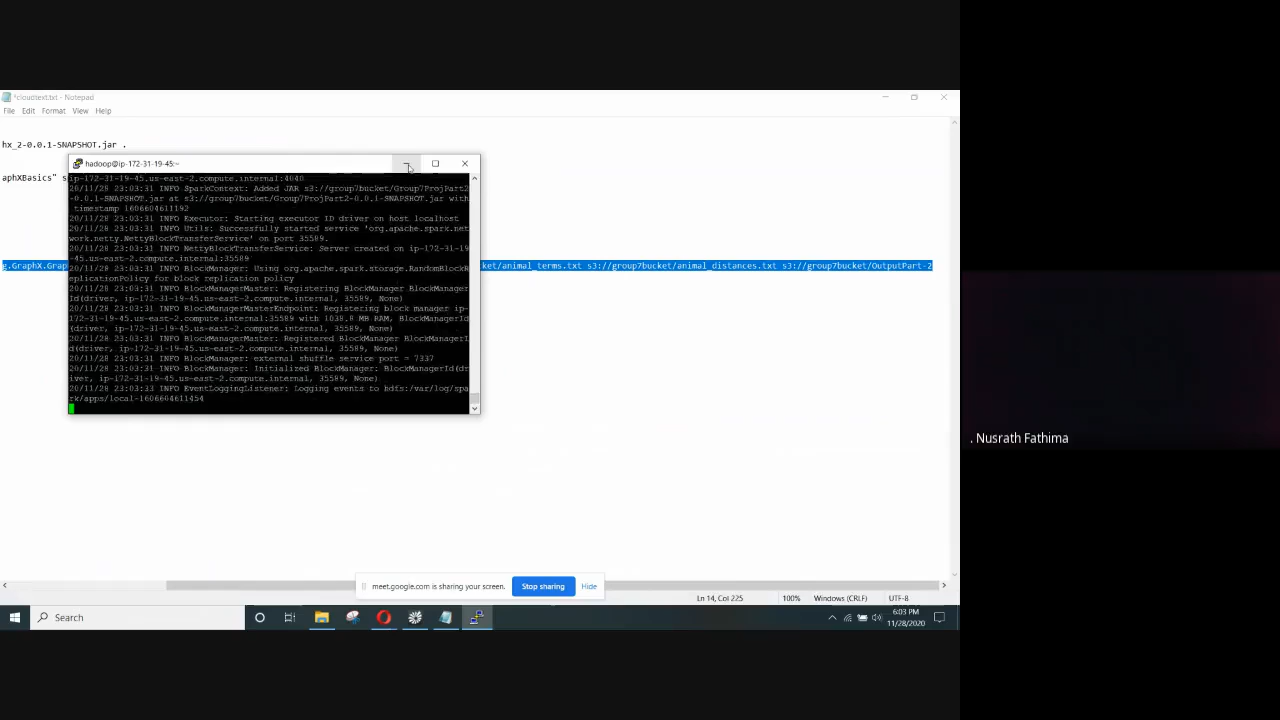 *cloudtext.txt - Notepad
File Edit Format View Help
hx_2-0.0.1-SNAPSHOT.jar .
hadoop@ip-172-31-19-45:~
aphXBasics" s
ip-172-31-19-45.us-east-2.compute.internal:4040
20/11/28 23:03:31 INFO SparkContext: Added JAR s3://group7bucket/Group7ProjPart2
-0.0.1-SNAPSHOT.jar at s3://group7bucket/Group7ProjPart2-0.0.1-SNAPSHOT.jar with
timestamp 1606604611192
20/11/28 23:03:31 INFO Executor: Starting executor ID driver on host localhost
20/11/28 23:03:31 INFO Utils: Successfully started service 'org.apache.spark.net
work.netty.NettyBlockTransferService' on port 35589.
20/11/28 23:03:31 INFO NettyBlockTransferService: Server created on ip-172-31-19
-45.us-east-2.compute.internal:35589
g.GraphX.Grap
ket/animal_terms.txt s3://group7bucket/animal_distances.txt s3://group7bucket/OutputPart-2
20/11/28 23:03:31 INFO BlockManager: Using org.apache.spark.storage.RandomBlockR
eplicationPolicy for block replication policy
20/11/28 23:03:31 INFO BlockManagerMaster: Registering BlockManager BlockManager
Id(driver, ip-172-31-19-45.us-east-2.compute.internal, 35589, None)
20/11/28 23:03:31 INFO BlockManagerMasterEndpoint: Registering block manager ip-
172-31-19-45.us-east-2.compute.internal:35589 with 1038.8 MB RAM, BlockManagerId
(driver, ip-172-31-19-45.us-east-2.compute.internal, 35589, None)
20/11/28 23:03:31 INFO BlockManagerMaster: Registered BlockManager BlockManagerI
d(driver, ip-172-31-19-45.us-east-2.compute.internal, 35589, None)
20/11/28 23:03:31 INFO BlockManager: external shuffle service port = 7337
20/11/28 23:03:31 INFO BlockManager: Initialized BlockManager: BlockManagerId(dr
iver, ip-172-31-19-45.us-east-2.compute.internal, 35589, None)
20/11/28 23:03:33 INFO EventLoggingListener: Logging events to hdfs:/var/log/spa
rk/apps/local-1606604611454
. Nusrath Fathima
meet.google.com is sharing your screen. Stop sharing Hide
Ln 14, Col 225 100% Windows (CRLF) UTF-8
Search
6:03 PM
11/28/2020